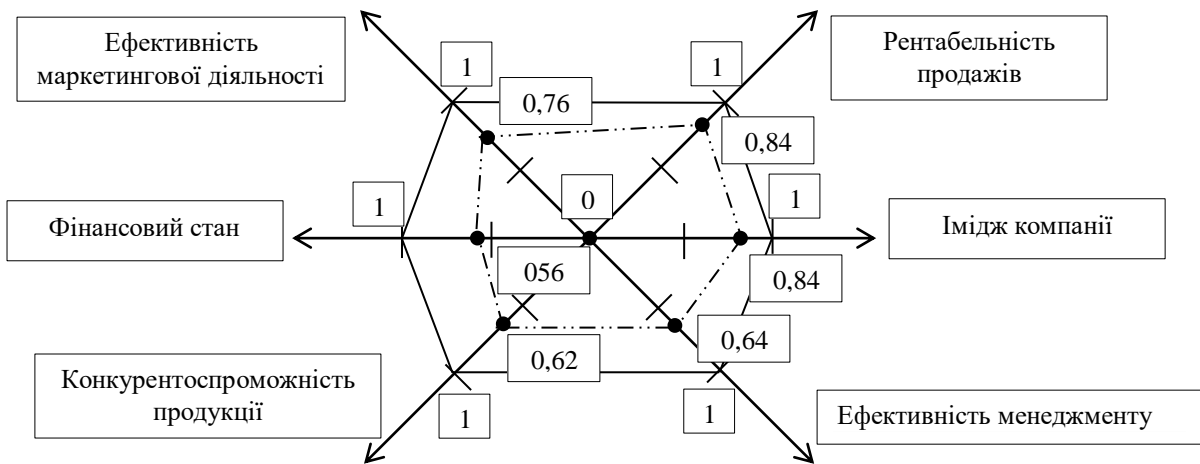 Ефективність
маркетингової діяльності
1
1
Рентабельність
продажів
0,76
0,84
Фінансовий стан
1
0
1
Імідж компанії
056
0,84
0,64
0,62
Конкурентоспроможність
продукції
1
1
Ефективність менеджменту